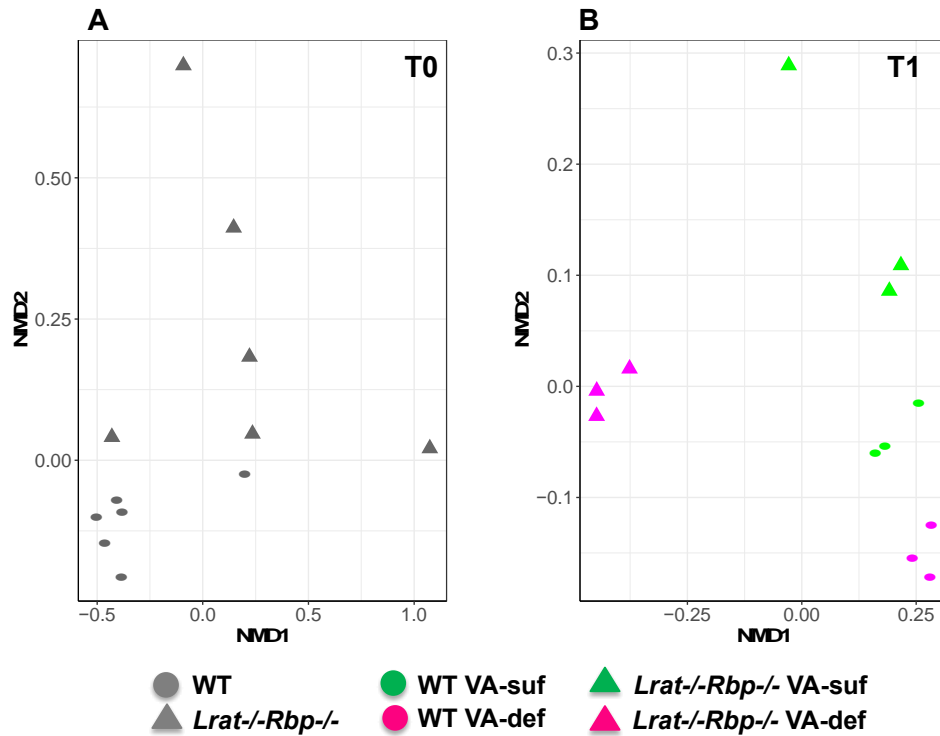 A
B
T0
T1
0.50
0.25
0.00
−0.5
0.0
0.5
1.0
NMD2
NMD1
0.3
0.2
0.1
0.0
−0.1
−0.25
0.00
0.25
NMD2
NMD1
WT
WT VA-suf
Lrat-/-Rbp-/- VA-suf
Lrat-/-Rbp-/-
WT VA-def
Lrat-/-Rbp-/- VA-def